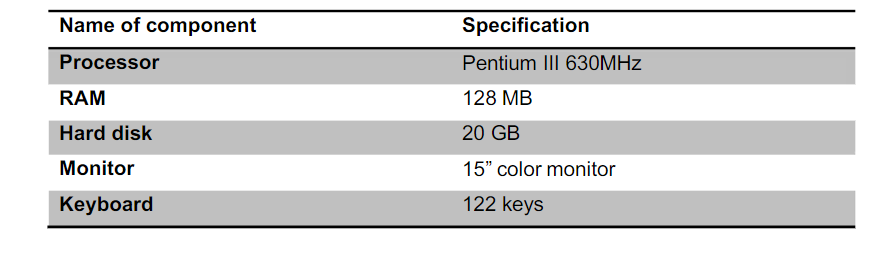 Name of component Specification
Processor Pentium III 630MHz
RAM 128 MB
Hard disk 20 GB
Monitor 15” color monitor
Keyboard 122 keys